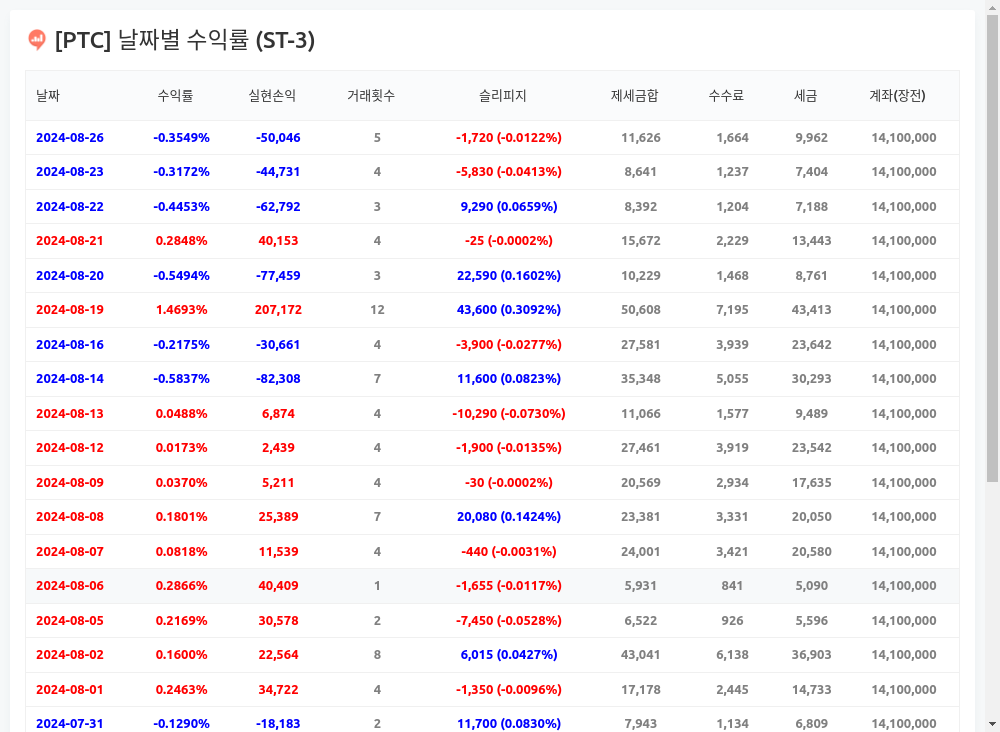 [PTC] 날짜별 수익률 (ST-3)
날짜 수익률 실현손익 거래횟수 슬리피지 제세금합 수수료 세금 계좌(장전)
2024-08-26 -0.3549% -50,046 5 -1,720 (-0.0122%) 11,626 1,664 9,962 14,100,000
2024-08-23 -0.3172% -44,731 4 -5,830 (-0.0413%) 8,641 1,237 7,404 14,100,000
2024-08-22 -0.4453% -62,792 3 9,290 (0.0659%) 8,392 1,204 7,188 14,100,000
2024-08-21 0.2848% 40,153 4 -25 (-0.0002%) 15,672 2,229 13,443 14,100,000
2024-08-20 -0.5494% -77,459 3 22,590 (0.1602%) 10,229 1,468 8,761 14,100,000
2024-08-19 1.4693% 207,172 12 43,600 (0.3092%) 50,608 7,195 43,413 14,100,000
2024-08-16 -0.2175% -30,661 4 -3,900 (-0.0277%) 27,581 3,939 23,642 14,100,000
2024-08-14 -0.5837% -82,308 7 11,600 (0.0823%) 35,348 5,055 30,293 14,100,000
2024-08-13 0.0488% 6,874 4 -10,290 (-0.0730%) 11,066 1,577 9,489 14,100,000
2024-08-12 0.0173% 2,439 4 -1,900 (-0.0135%) 27,461 3,919 23,542 14,100,000
2024-08-09 0.0370% 5,211 4 -30 (-0.0002%) 20,569 2,934 17,635 14,100,000
2024-08-08 0.1801% 25,389 7 20,080 (0.1424%) 23,381 3,331 20,050 14,100,000
2024-08-07 0.0818% 11,539 4 -440 (-0.0031%) 24,001 3,421 20,580 14,100,000
2024-08-06 0.2866% 40,409 1 -1,655 (-0.0117%) 5,931 841 5,090 14,100,000
2024-08-05 0.2169% 30,578 2 -7,450 (-0.0528%) 6,522 926 5,596 14,100,000
2024-08-02 0.1600% 22,564 8 6,015 (0.0427%) 43,041 6,138 36,903 14,100,000
2024-08-01 0.2463% 34,722 4 -1,350 (-0.0096%) 17,178 2,445 14,733 14,100,000
2024-07-31 -0.1290% -18,183 2 11,700 (0.0830%) 7,943 1,134 6,809 14,100,000